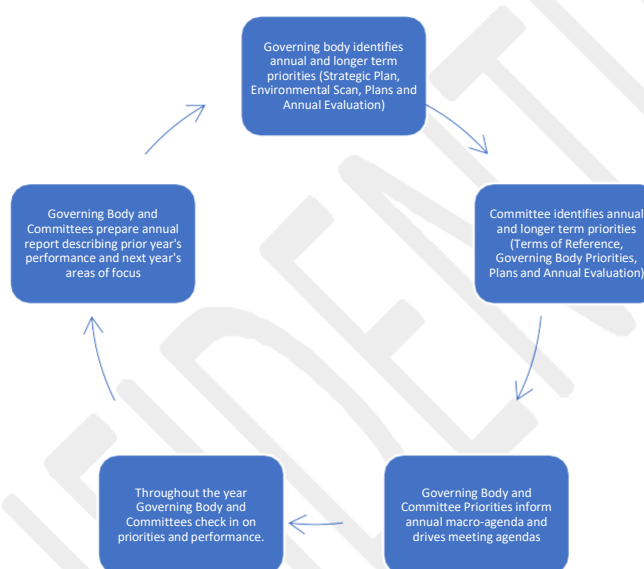 Governing body identifies
annual and longer term
priorities (Strategic Plan,
Environmental Scan, Plans and
Annual Evaluation)
Committee identifies annual
and longer term priorities
(Terms of Reference,
Governing Body Priorities,
Plans and Annual Evaluation)
Governing Body and
Committee Priorities inform
annual macro-agenda and
drives meeting agendas
Throughout the year
Governing Body and
Committees check in on
priorities and performance.
Governing Body and
Committees prepare annual
report describing prior year's
performance and next year's
areas of focus